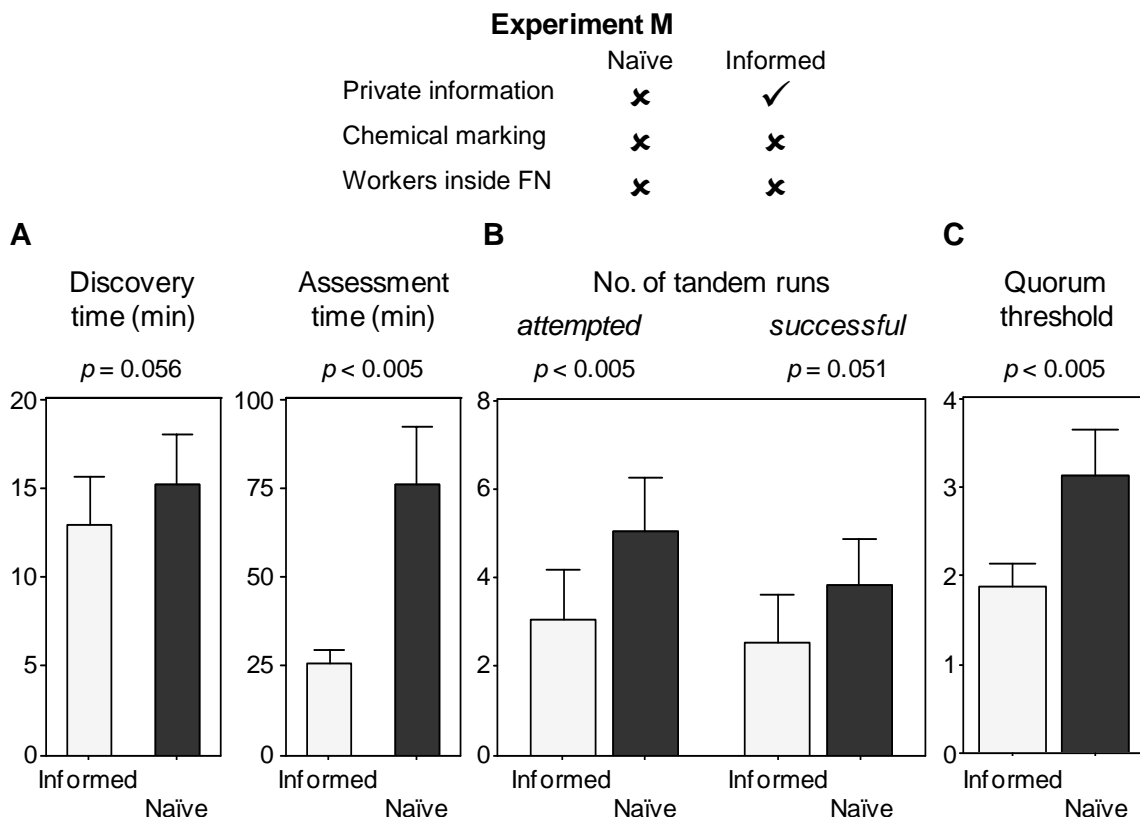 Experiment M
Naïve Informed
Private information ✘ ✓
Chemical marking ✘ ✘
Workers inside FN ✘ ✘
A B C
Discovery time (min)
Assessment time (min)
No. of tandem runs
attempted successful
Quorum threshold
p = 0.056
p < 0.005
p < 0.005
p = 0.051
p < 0.005
20
15
10
5
0
100
75
50
25
0
8
6
4
2
0
4
3
2
1
0
Informed Naïve
Informed Naïve
Informed Naïve
Informed Naïve
Informed Naïve